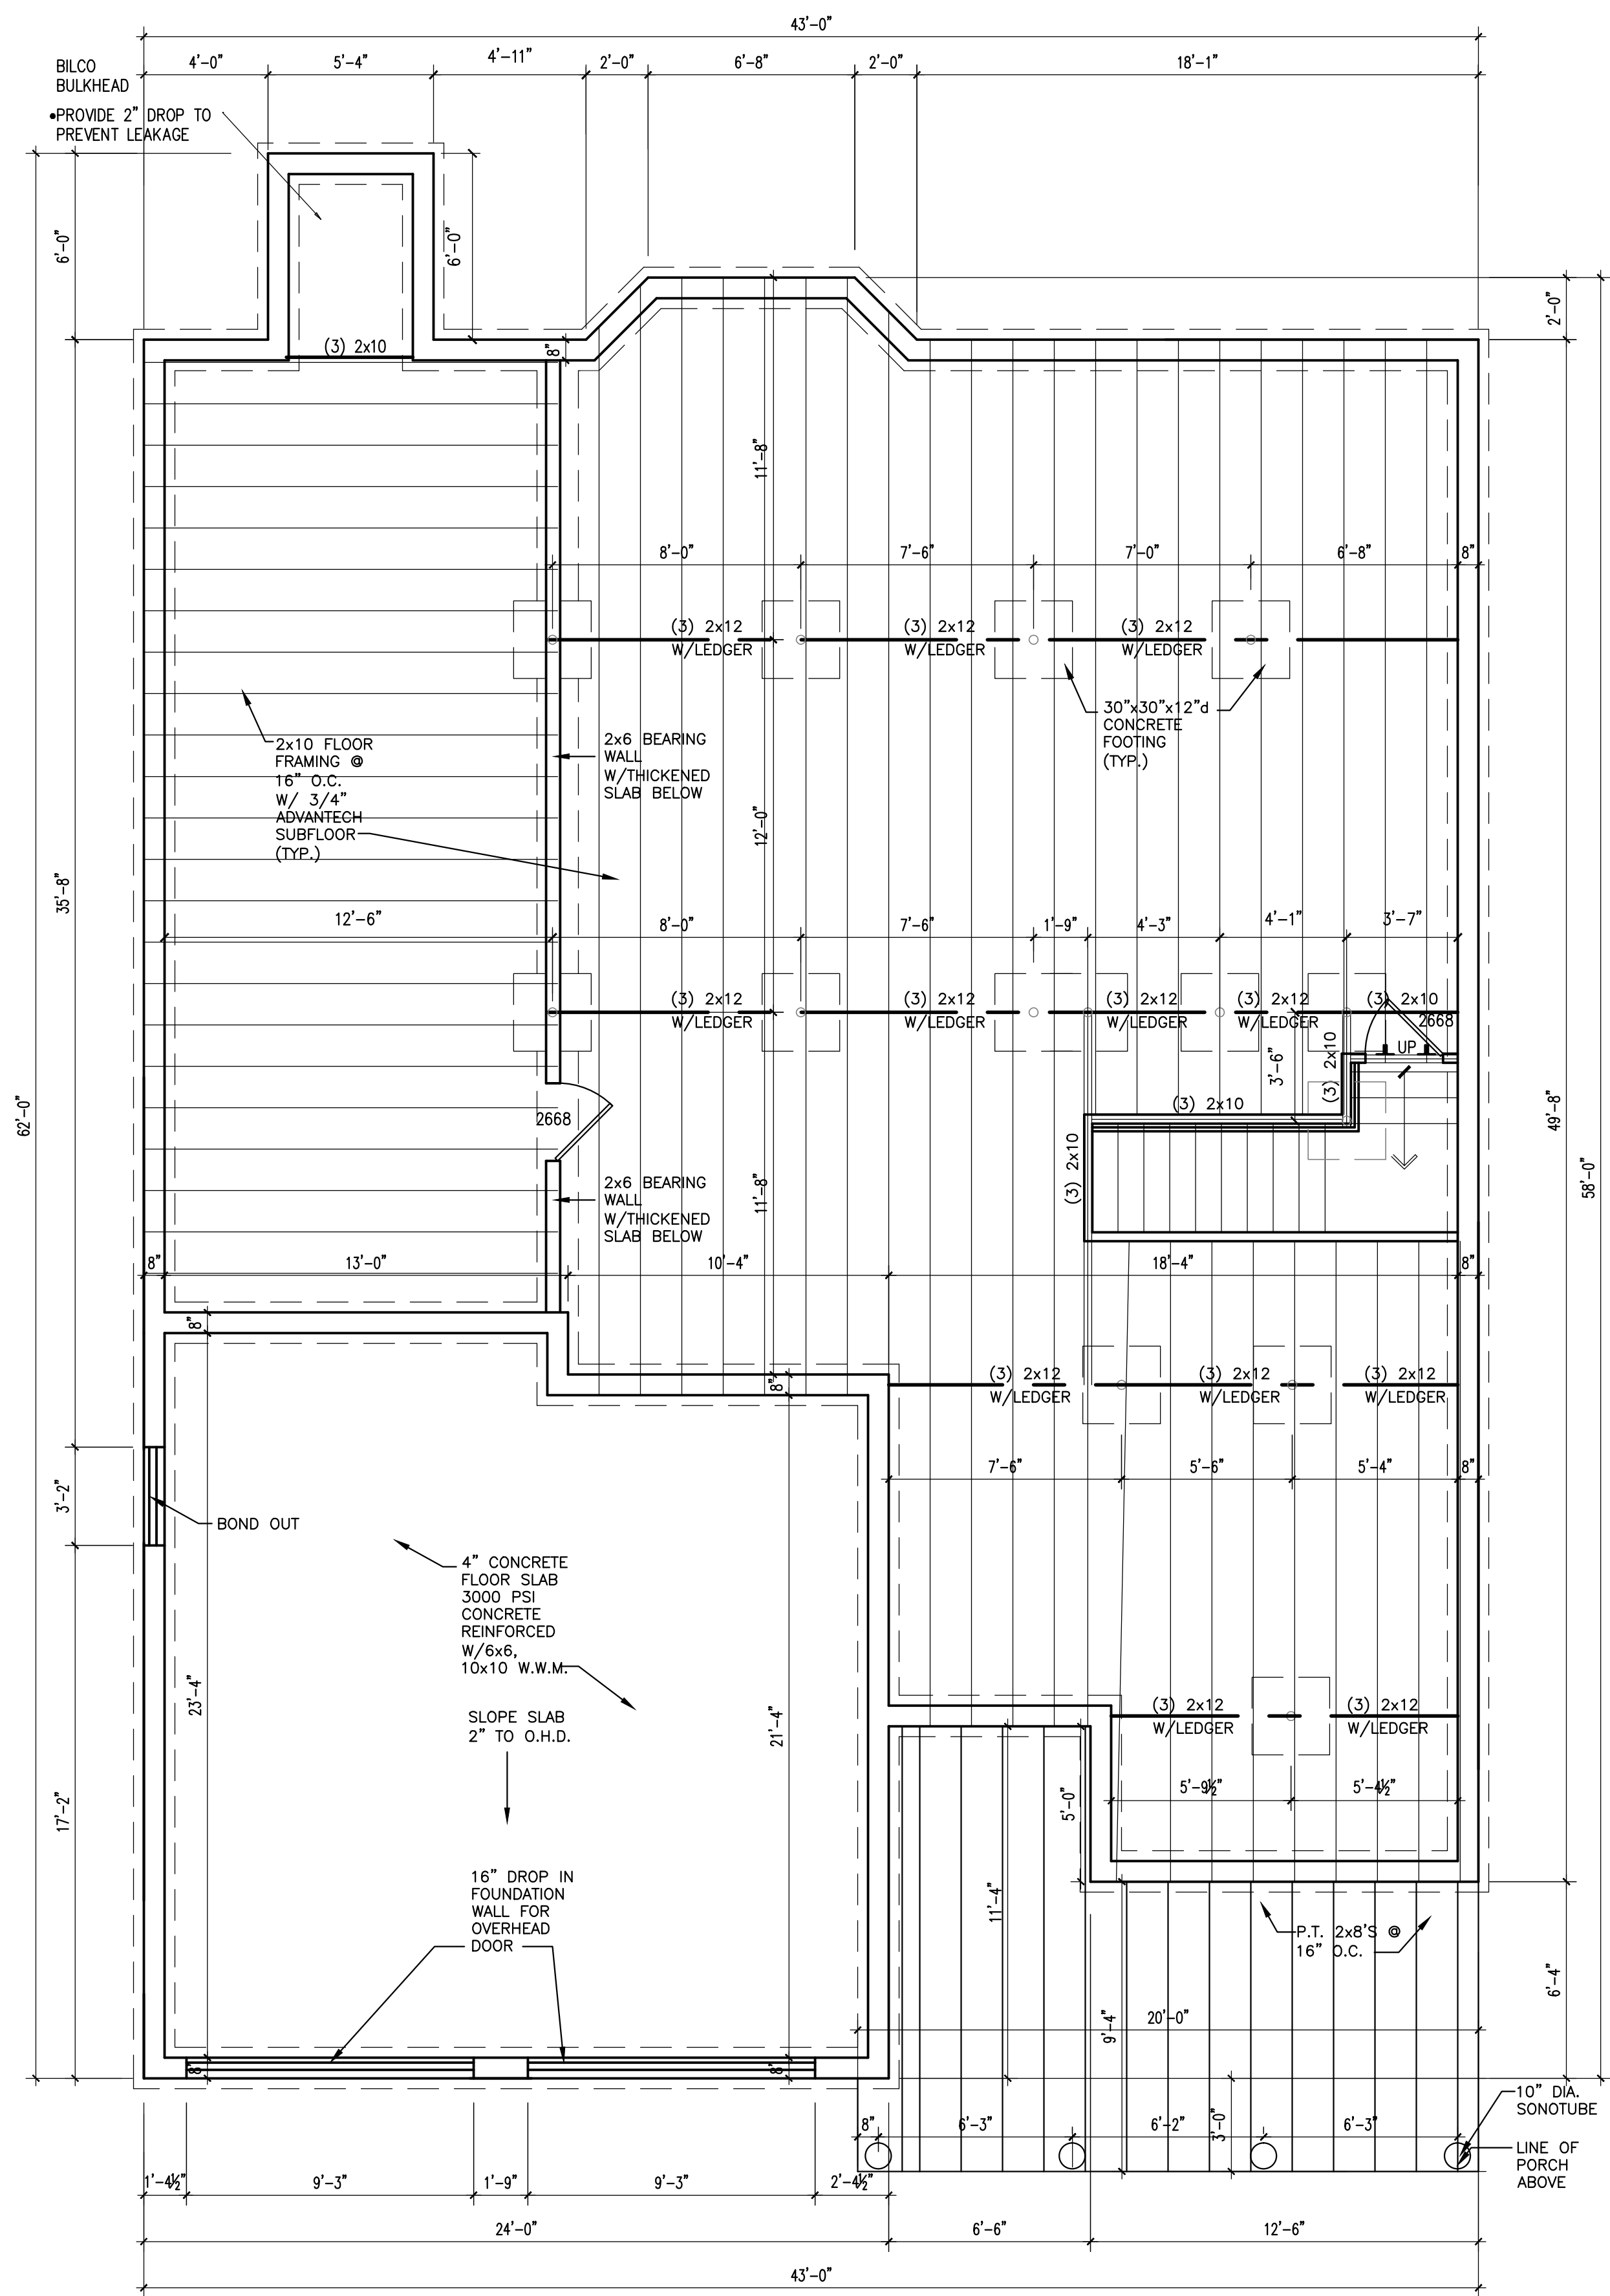 43'-0"
4'-0"
5'-4"
4'-11"
2'-0"
6'-8"
2'-0"
18'-1"
BILCO
BULKHEAD
•PROVIDE 2" DROP TO
PREVENT LEAKAGE
6'-0"
6'-0"
2'-0"
(3) 2x10
8"
11'-8"
8'-0"
7'-6"
7'-0"
6'-8"
8"
(3) 2x12
W/LEDGER
(3) 2x12
W/LEDGER
(3) 2x12
W/LEDGER
30"x30"x12"d
CONCRETE
FOOTING
(TYP.)
2x10 FLOOR
FRAMING @
16" O.C.
W/ 3/4"
ADVANTECH
SUBFLOOR
(TYP.)
2x6 BEARING
WALL
W/THICKENED
SLAB BELOW
12'-0"
35'-8"
12'-6"
8'-0"
7'-6"
1'-9"
4'-3"
4'-1"
3'-7"
(3) 2x12
W/LEDGER
(3) 2x12
W/LEDGER
(3) 2x12
W/LEDGER
(3) 2x12
W/LEDGER
(3) 2x10
2668
UP
3'-6"
(3) 2x10
(3) 2x10
(3) 2x10
62'-0"
49'-8"
58'-0"
2668
2x6 BEARING
WALL
W/THICKENED
SLAB BELOW
11'-8"
8"
13'-0"
10'-4"
18'-4"
8"
8"
8"
(3) 2x12
W/LEDGER
(3) 2x12
W/LEDGER
(3) 2x12
W/LEDGER
7'-6"
5'-6"
5'-4"
8"
3'-2"
BOND OUT
4" CONCRETE
FLOOR SLAB
3000 PSI
CONCRETE
REINFORCED
W/6x6,
10x10 W.W.M.
23'-4"
SLOPE SLAB
2" TO O.H.D.
21'-4"
(3) 2x12
W/LEDGER
(3) 2x12
W/LEDGER
5'-9½"
5'-4½"
5'-0"
17'-2"
16" DROP IN
FOUNDATION
WALL FOR
OVERHEAD
DOOR
11'-4"
P.T. 2x8'S @
16" O.C.
6'-4"
9'-4"
20'-0"
8"
8"
10" DIA.
SONOTUBE
8"
6'-3"
6'-2"
3'-0"
6'-3"
LINE OF
PORCH
ABOVE
1'-4½"
9'-3"
1'-9"
9'-3"
2'-4½"
24'-0"
6'-6"
12'-6"
43'-0"